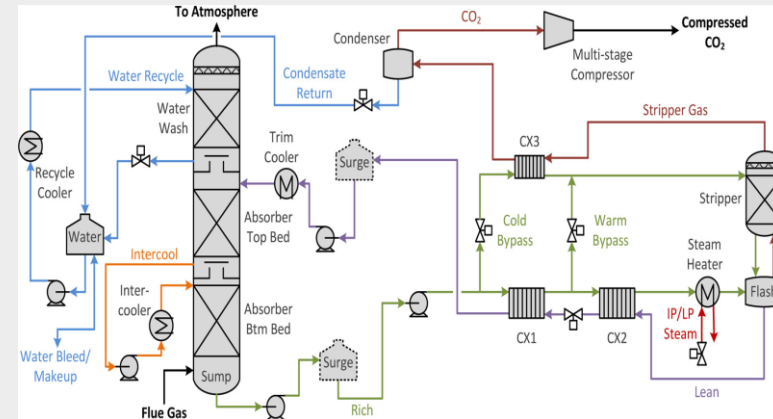 To Atmosphere
CO2
Compressed
CO2
Condenser
Multi-stage
Compressor
Water Recycle
Condensate
Return
Water
Wash
Stripper Gas
CX3
Trim
Cooler
Surge
Recycle
Cooler
Stripper
Absorber
Top Bed
Cold
Bypass
Warm
Bypass
Water
Steam
Heater
Intercool
Flash
Inter-
cooler
Absorber
Btm Bed
CX1
CX2
IP/LP
Steam
Water Bleed/
Makeup
Surge
Sump
Lean
Rich
Flue Gas